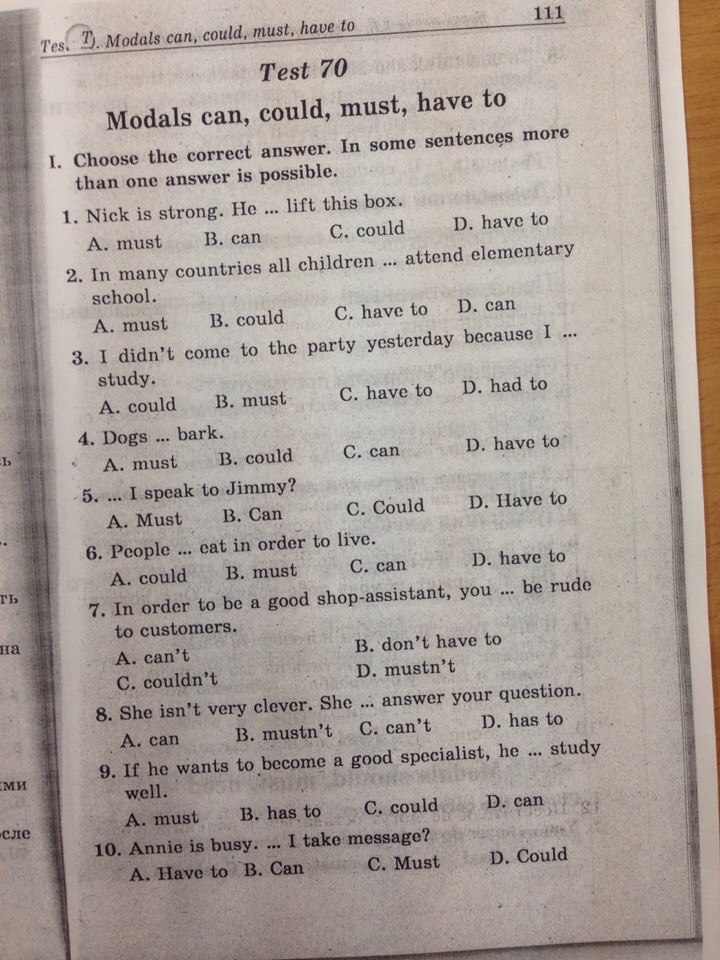 111
Tes. T). Modals can, could, must, have to
Test 70
Modals can, could, must, have to
I. Choose the correct answer. In some sentences more
than one answer is possible.
1. Nick is strong. He ... lift this box.
A. must B. can C. could D. have to
2. In many countries all children ... attend elementary
school.
A. must B. could C. have to D. can
3. I didn't come to the party yesterday because I ...
study.
A. could B. must C. have to D. had to
4. Dogs ... bark.
A. must B. could C. can D. have to
5. ... I speak to Jimmy?
A. Must B. Can C. Could D. Have to
6. People ... eat in order to live.
A. could B. must C. can D. have to
7. In order to be a good shop-assistant, you ... be rude
to customers.
A. can't B. don't have to
C. couldn't D. mustn't
8. She isn't very clever. She ... answer your question.
A. can B. mustn't C. can't D. has to
9. If he wants to become a good specialist, he ... study
well.
A. must B. has to C. could D. can
10. Annie is busy. ... I take message?
A. Have to B. Can C. Must D. Could
ь
ть
на
ми
сле